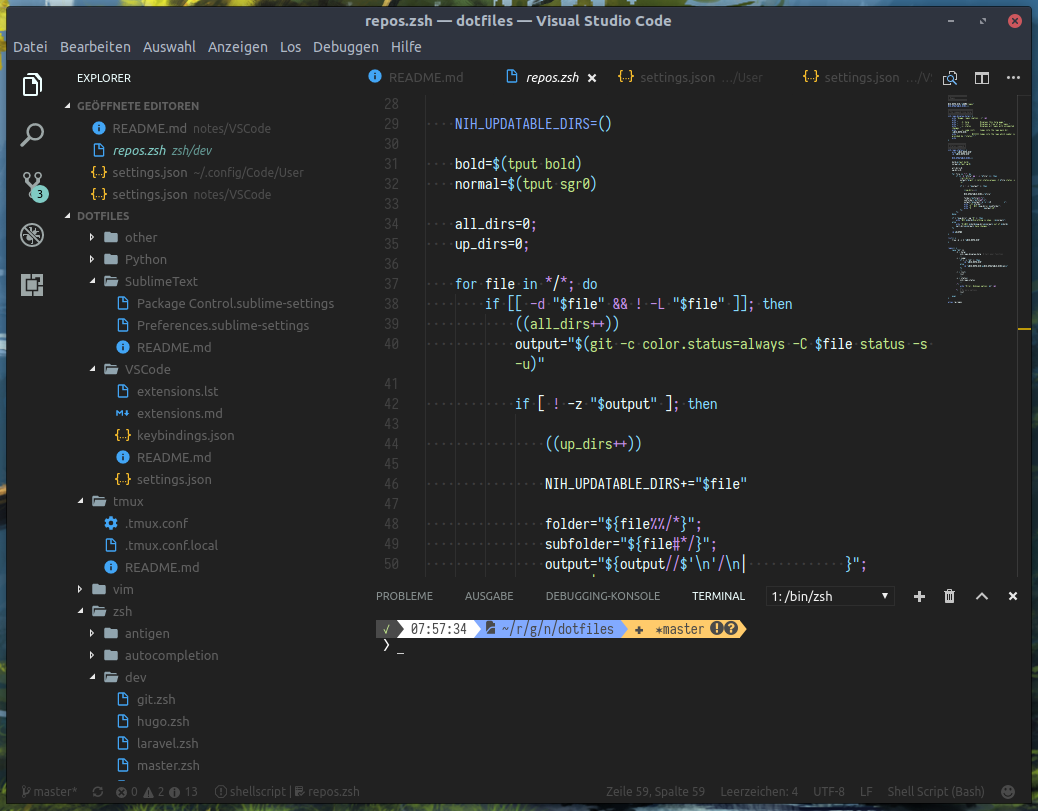 repos.zsh — dotfiles — Visual Studio Code
Datei Bearbeiten Auswahl Anzeigen Los Debuggen Hilfe
EXPLORER
GEÖFFNETE EDITOREN
README.md notes/VSCode
repos.zsh zsh/dev
settings.json ~/.config/Code/User
settings.json notes/VSCode
DOTFILES
other
Python
SublimeText
Package Control.sublime-settings
Preferences.sublime-settings
README.md
VSCode
extensions.lst
extensions.md
keybindings.json
README.md
settings.json
tmux
.tmux.conf
.tmux.conf.local
README.md
vim
zsh
antigen
autocompletion
dev
git.zsh
hugo.zsh
laravel.zsh
master.zsh
3
README.md repos.zsh settings.json .../User settings.json .../V
28
29 NIH_UPDATABLE_DIRS=()
30
31 bold=$(tput bold)
32 normal=$(tput sgr0)
33
34 all_dirs=0;
35 up_dirs=0;
36
37 for file in */*; do
38 if [[ -d "$file" && ! -L "$file" ]]; then
39 ((all_dirs++))
40 output="$(git -c color.status=always -C $file status -s
-u)"
41
42 if [ ! -z "$output" ]; then
43
44 ((up_dirs++))
45
46 NIH_UPDATABLE_DIRS+="$file"
47
48 folder="${file%%/*}";
49 subfolder="${file#*/}";
50 output="${output//$'\n'/\n }";
PROBLEME AUSGABE DEBUGGING-KONSOLE TERMINAL 1: /bin/zsh
✓ 07:57:34 ~/r/g/n/dotfiles + *master !?
❯ _
master* 0 2 13 shellscript | repos.zsh Zeile 59, Spalte 59 Leerzeichen: 4 UTF-8 LF Shell Script (Bash)